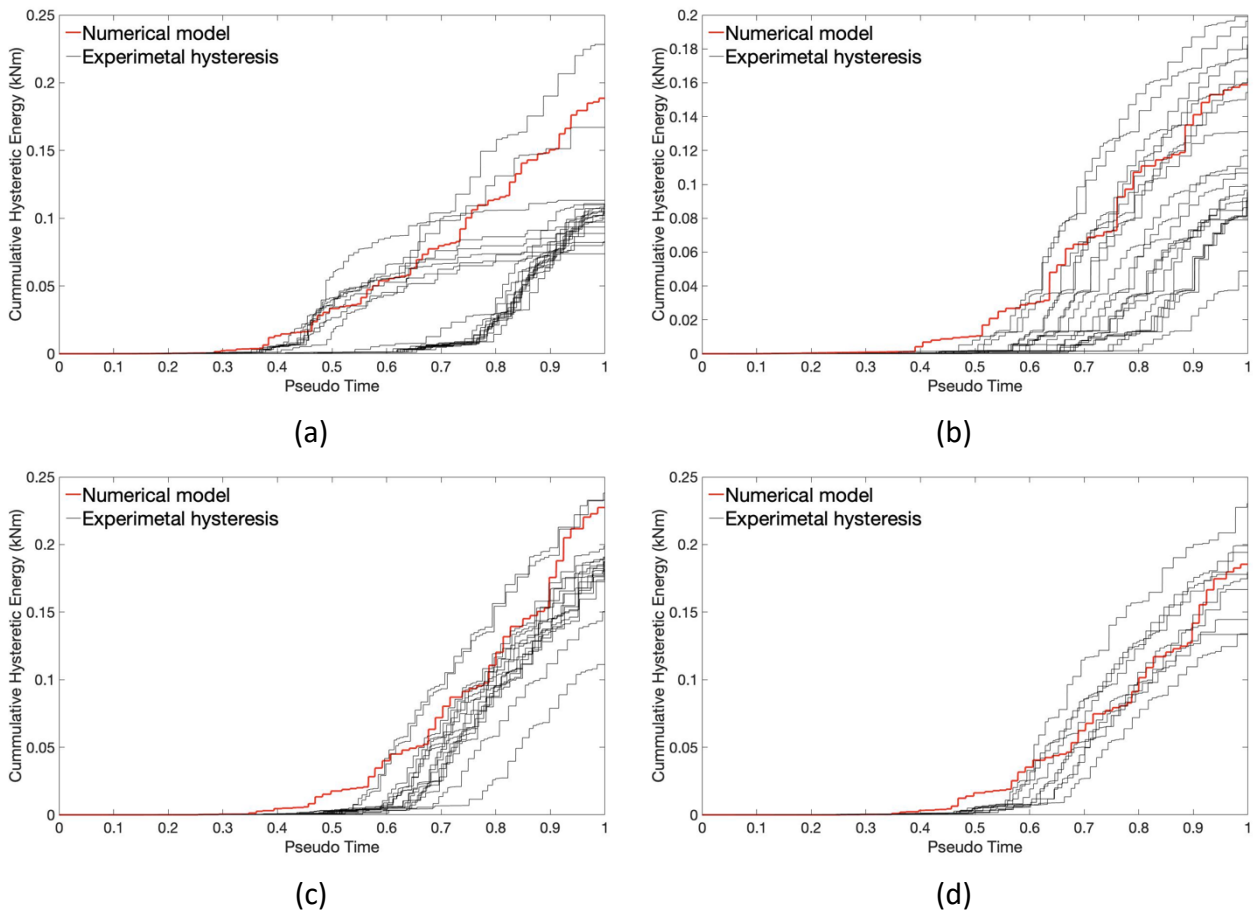 0.25
Numerical model
Experimetal hysteresis
0.2
0.15
0.1
0.05
0
Cummulative Hysteretic Energy (kNm)
0 0.1 0.2 0.3 0.4 0.5 0.6 0.7 0.8 0.9 1
Pseudo Time
(a)
0.2
Numerical model
Experimetal hysteresis
0.18
0.16
0.14
0.12
0.1
0.08
0.06
0.04
0.02
0
Cummulative Hysteretic Energy (kNm)
0 0.1 0.2 0.3 0.4 0.5 0.6 0.7 0.8 0.9 1
Pseudo Time
(b)
0.25
Numerical model
Experimetal hysteresis
0.2
0.15
0.1
0.05
0
Cummulative Hysteretic Energy (kNm)
0 0.1 0.2 0.3 0.4 0.5 0.6 0.7 0.8 0.9 1
Pseudo Time
(c)
0.25
Numerical model
Experimetal hysteresis
0.2
0.15
0.1
0.05
0
Cummulative Hysteretic Energy (kNm)
0 0.1 0.2 0.3 0.4 0.5 0.6 0.7 0.8 0.9 1
Pseudo Time
(d)